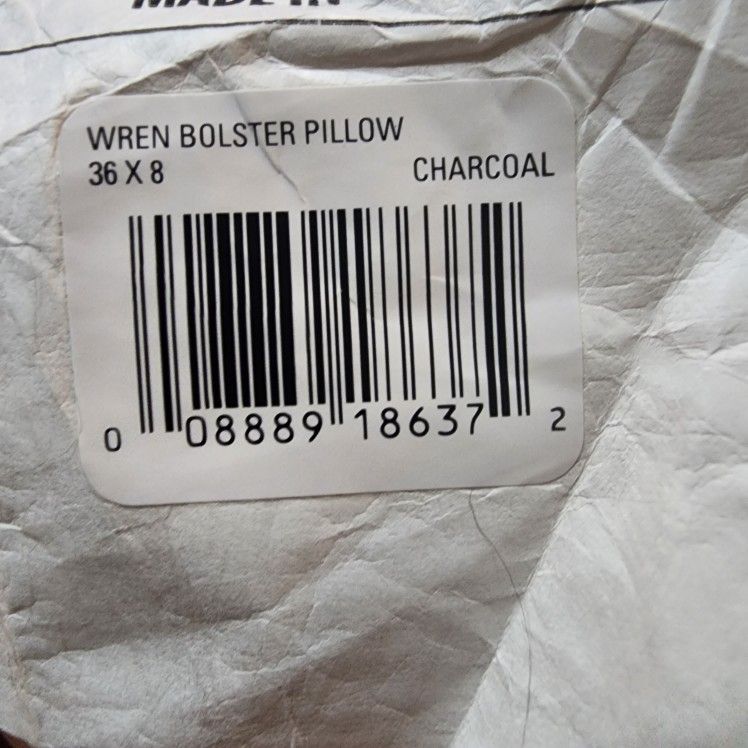 MADE IN
WREN BOLSTER PILLOW
36 X 8 CHARCOAL
0 08889 18637 2